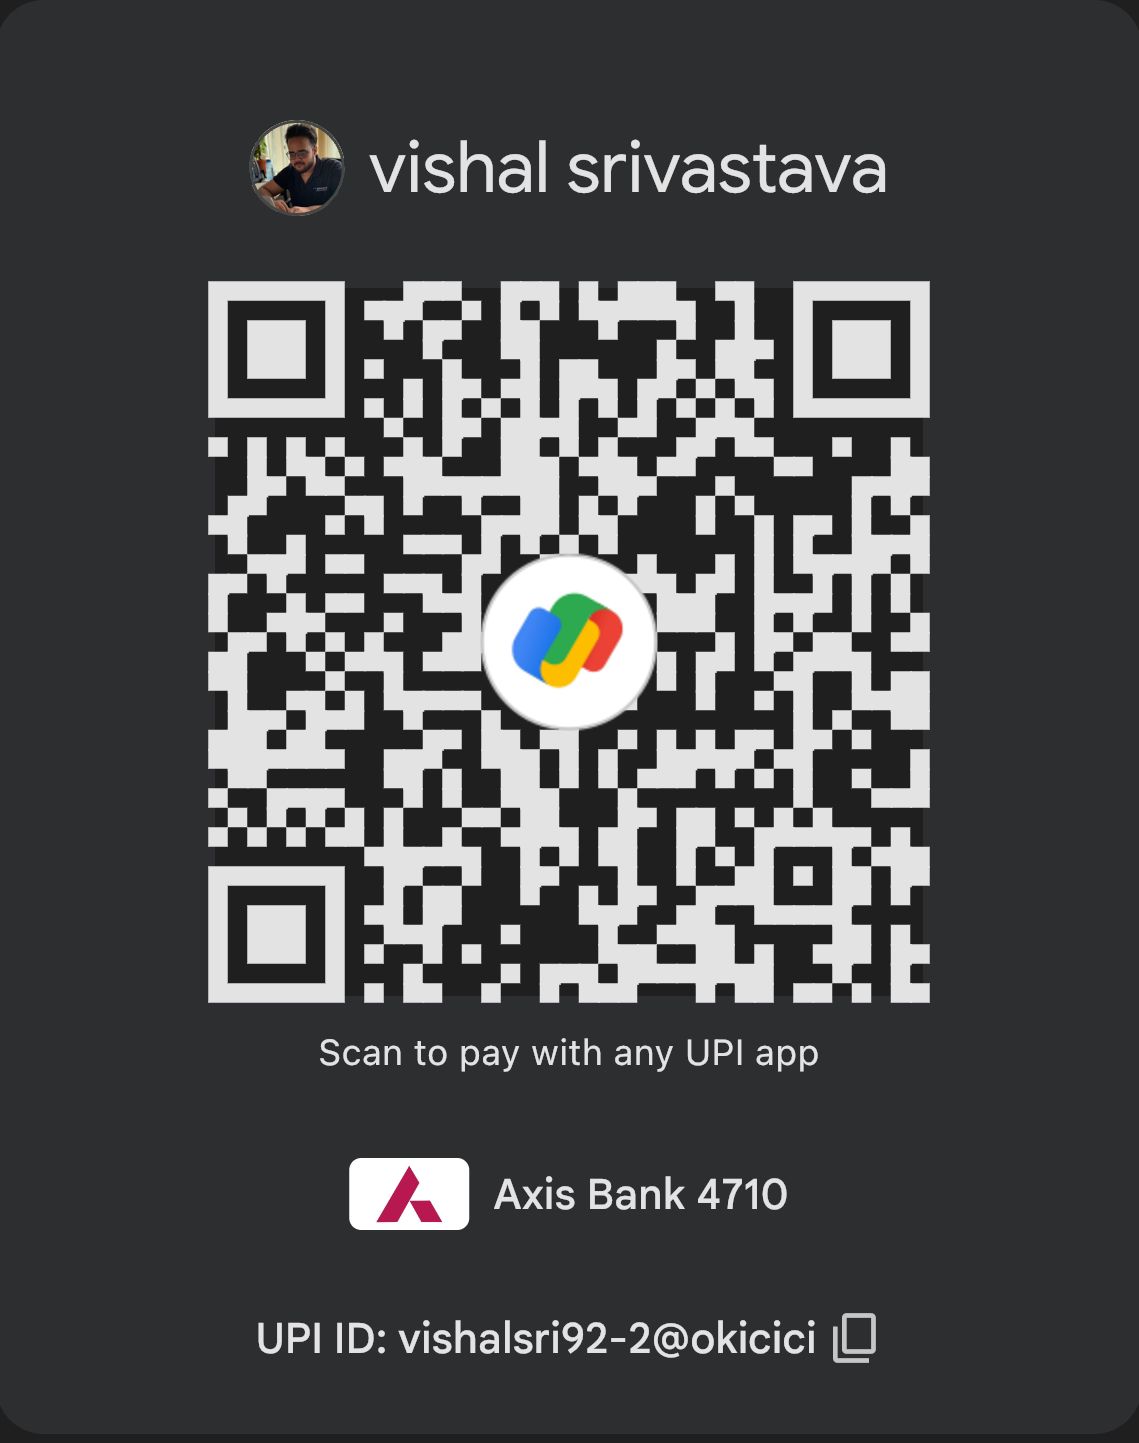 vishal srivastava
Scan to pay with any UPI app
Axis Bank 4710
UPI ID: vishalsri92-2@okicici